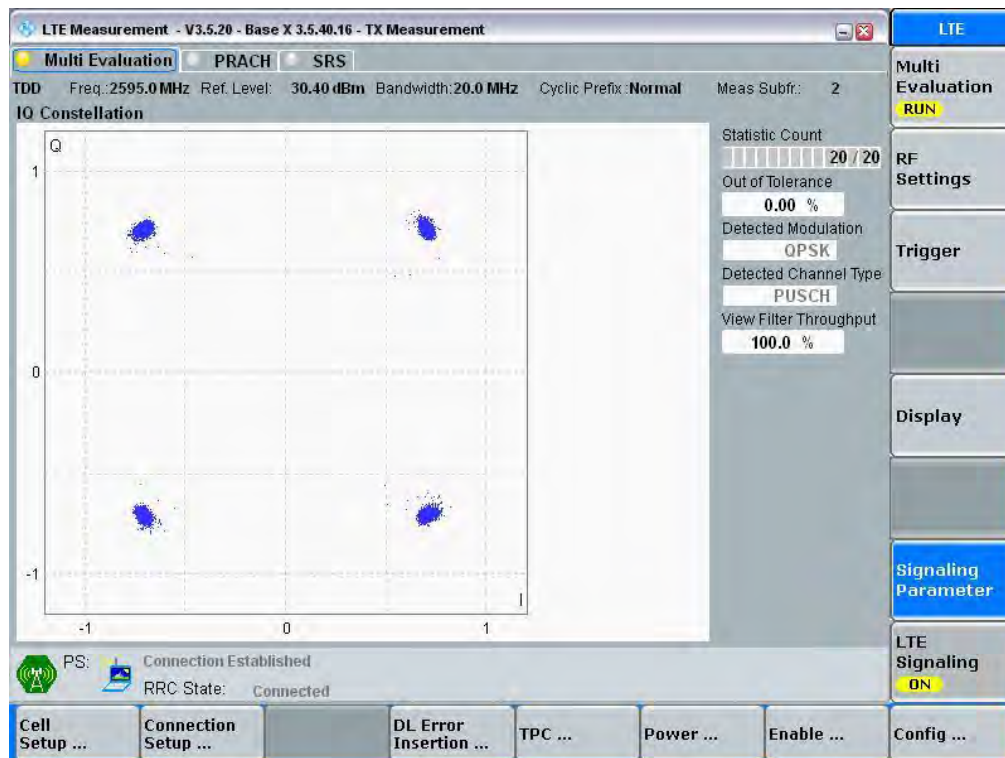 LTE Measurement - V3.5.20 - Base X 3.5.40.16 - TX Measurement
LTE
Multi Evaluation PRACH SRS
TDD Freq.:2595.0 MHz Ref. Level: 30.40 dBm Bandwidth:20.0 MHz Cyclic Prefix :Normal Meas Subfr.: 2
IQ Constellation
Q
1
0
-1
-1 0 1
I
Statistic Count
20 / 20
Out of Tolerance
0.00 %
Detected Modulation
QPSK
Detected Channel Type
PUSCH
View Filter Throughput
100.0 %
Multi
Evaluation
RUN
RF
Settings
Trigger
Display
Signaling
Parameter
LTE
Signaling
ON
PS: Connection Established
RRC State: Connected
Cell
Setup ...
Connection
Setup ...
DL Error
Insertion ...
TPC ...
Power ...
Enable ...
Config ...